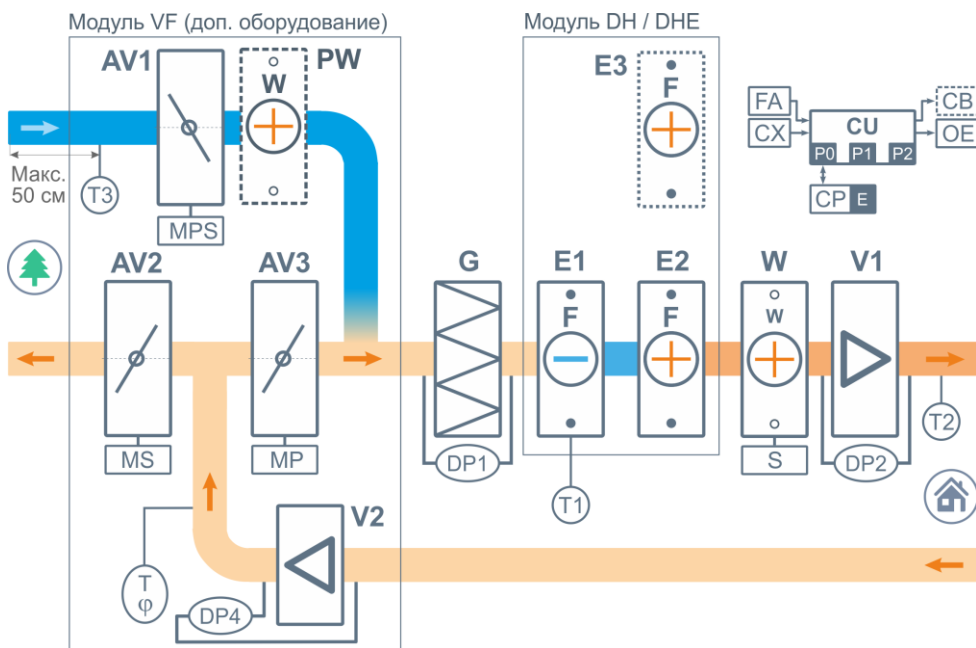 Модуль VF (доп. оборудование)
Модуль DH / DHE
AV1
PW
W
E3
F
FA
CX
CU
P0
P1
P2
CB
OE
CP
E
Макс.
50 см
T3
MPS
AV2
AV3
G
E1
E2
W
V1
F
F
w
MS
MP
DP1
S
DP2
T2
T1
V2
T
φ
DP4